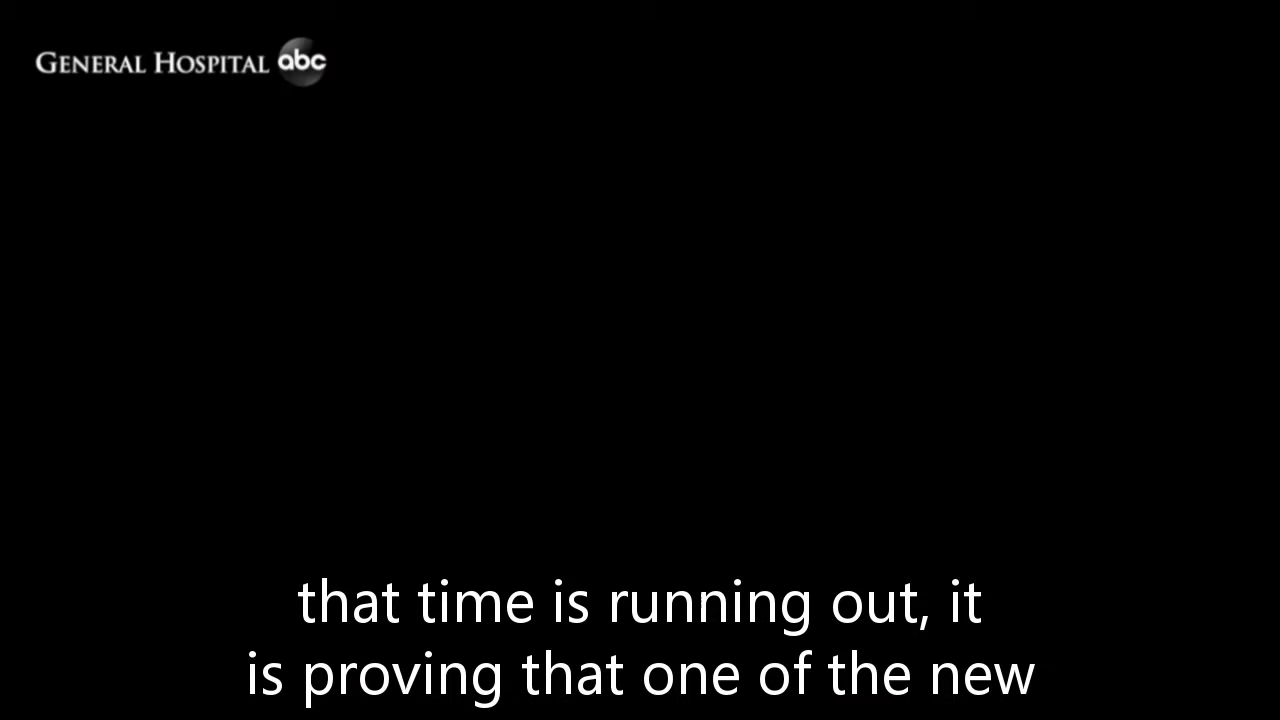 GENERAL HOSPITAL abc
that time is running out, it
is proving that one of the new